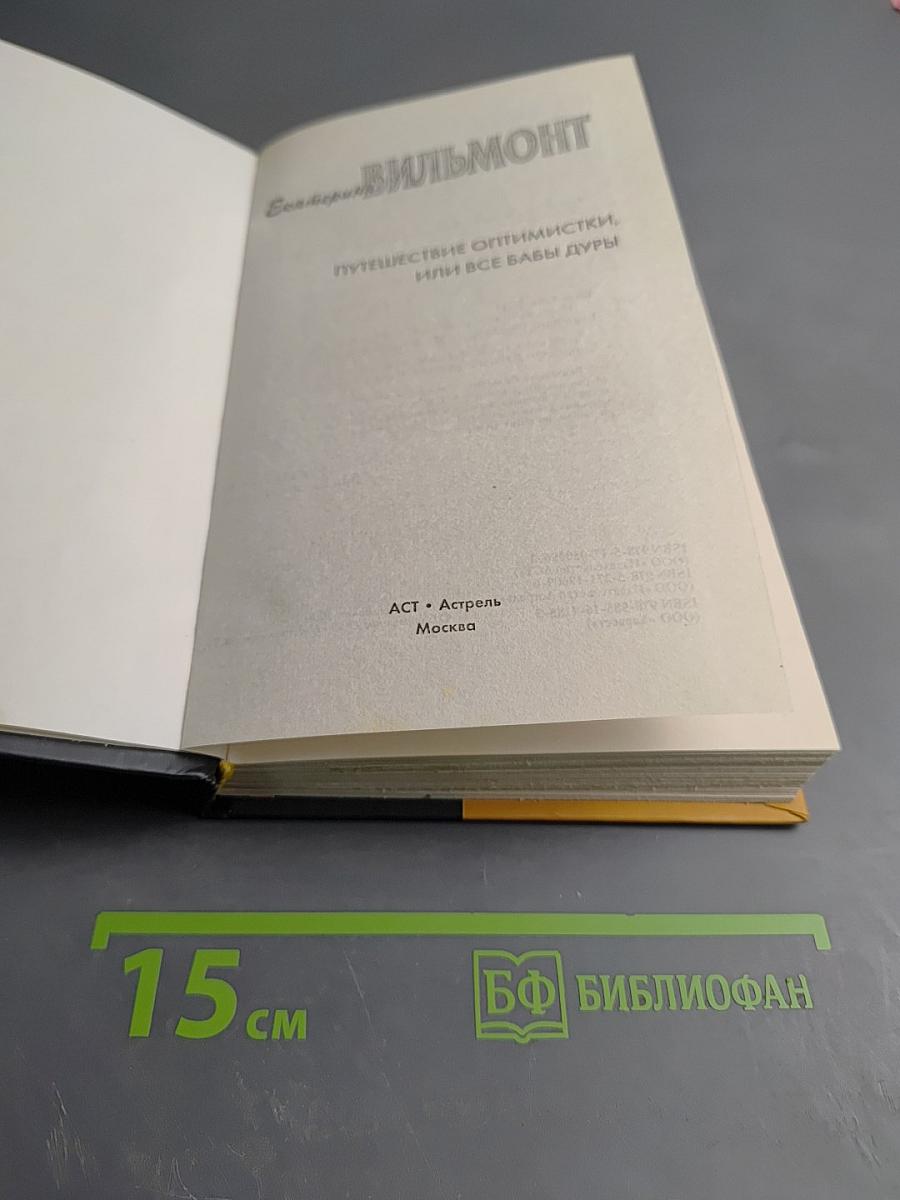 Екатерина ВИЛЬМОНТ
ПУТЕШЕСТВИЕ ОПТИМИСТКИ,
ИЛИ ВСЕ БАБЫ ДУРЫ
АСТ • Астрель
Москва
15 см
БФ БИБЛИОФАН